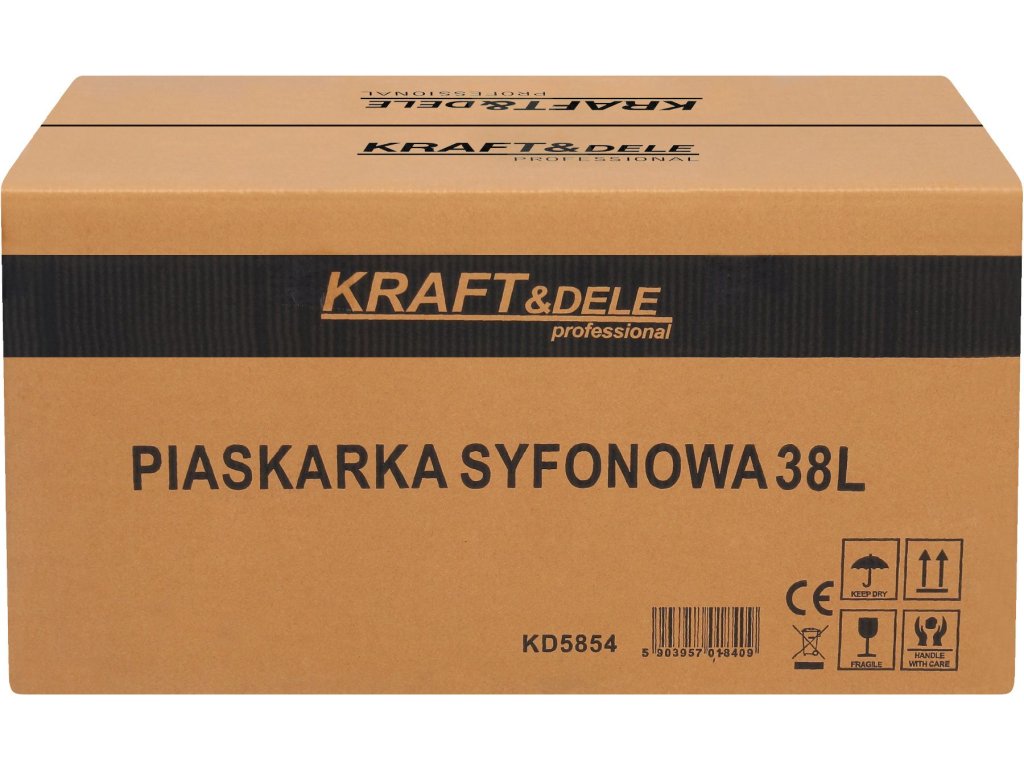 KRAFT&DELE
PROFESSIONAL
KRAFT&DELE
PROFESSIONAL
KRAFT &DELE
professional
PIASKARKA SYFONOWA 38L
KEEP DRY
CE
KD5854
5 903957 018409
FRAGILE
HANDLE
WITH CARE